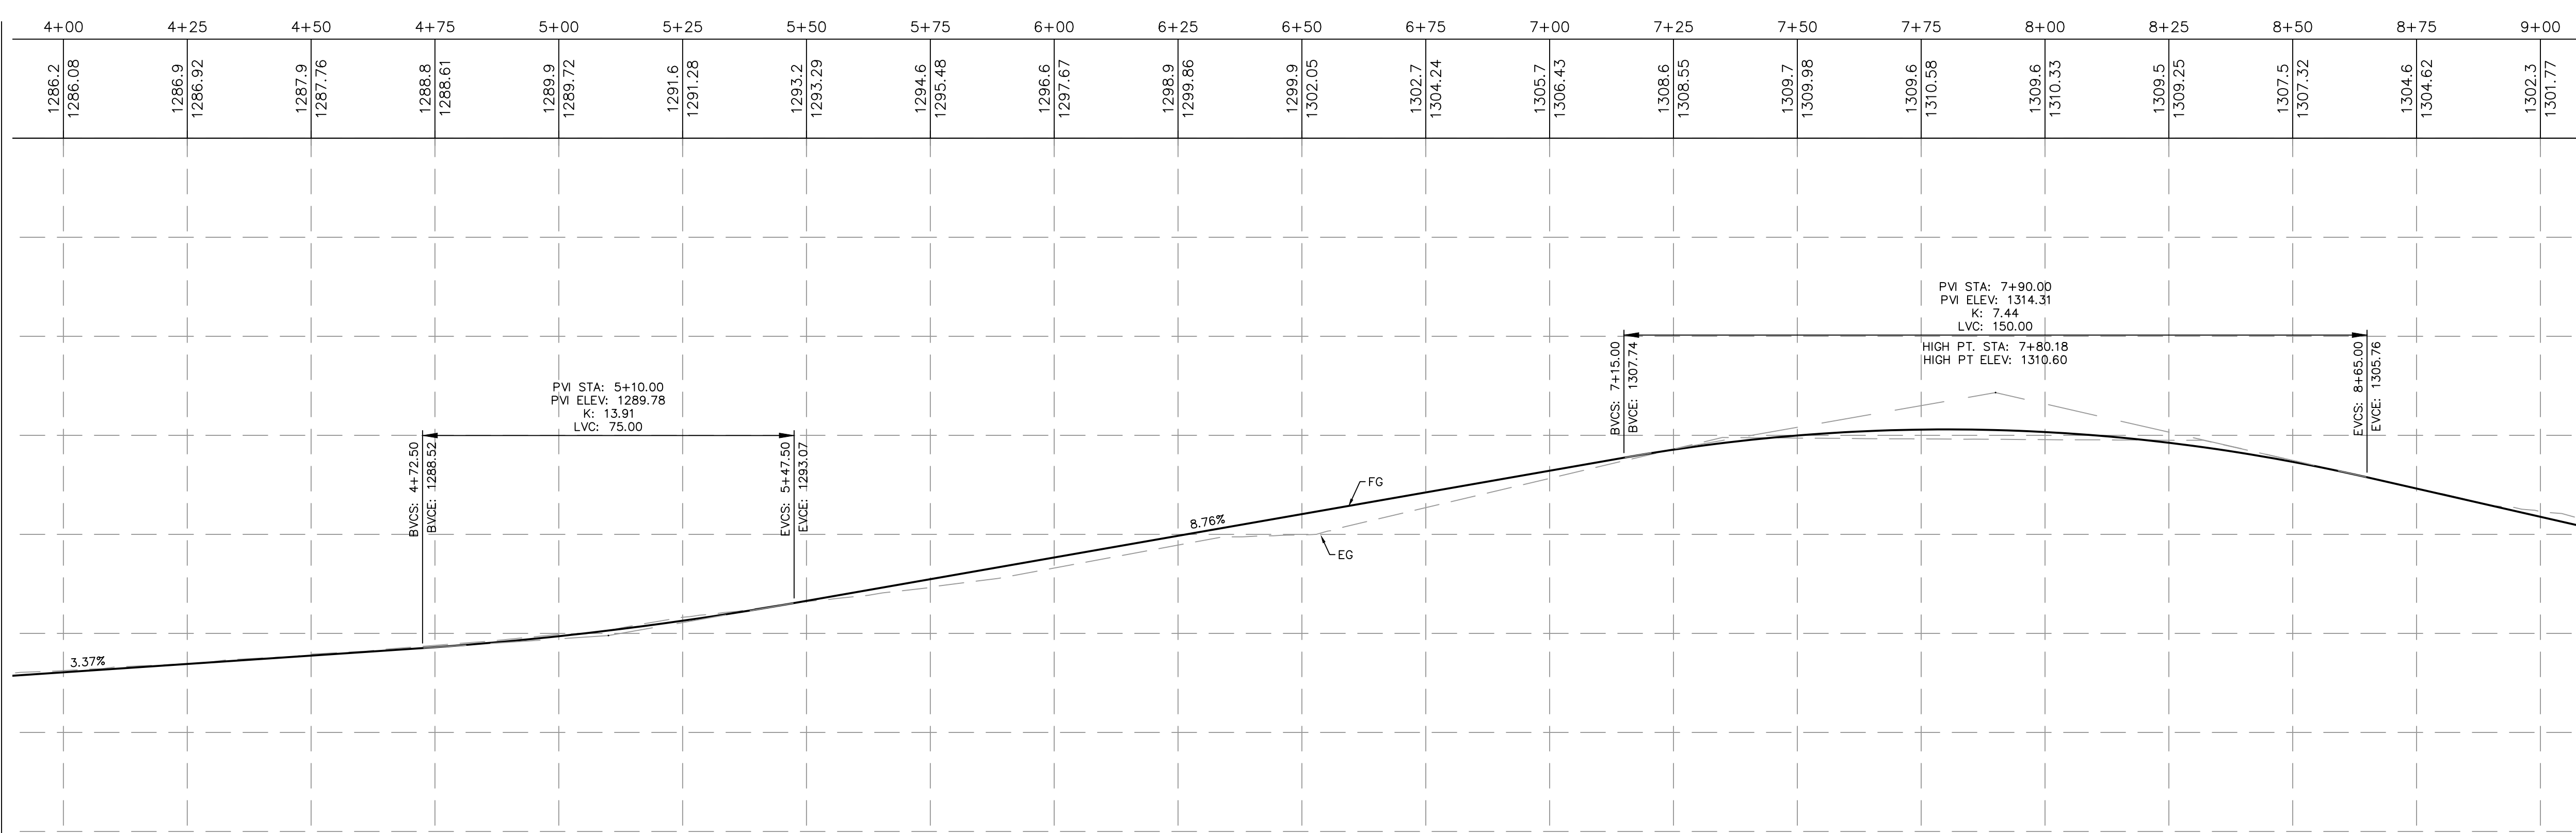 4+00 4+25 4+50 4+75 5+00 5+25 5+50 5+75 6+00 6+25 6+50 6+75 7+00 7+25 7+50 7+75 8+00 8+25 8+50 8+75 9+00
1286.2
1286.08
1286.9
1286.92
1287.9
1287.76
1288.8
1288.61
1289.9
1289.72
1291.6
1291.28
1293.2
1293.29
1294.6
1295.48
1296.6
1297.67
1298.9
1299.86
1299.9
1302.05
1302.7
1304.24
1305.7
1306.43
1308.6
1308.55
1309.7
1309.98
1309.6
1310.58
1309.6
1310.33
1309.5
1309.25
1307.5
1307.32
1304.6
1304.62
1302.3
1301.77
PVI STA: 7+90.00
PVI ELEV: 1314.31
K: 7.44
LVC: 150.00
HIGH PT. STA: 7+80.18
HIGH PT ELEV: 1310.60
BVCS: 7+15.00
BVCE: 1307.74
EVCS: 8+65.00
EVCE: 1305.76
PVI STA: 5+10.00
PVI ELEV: 1289.78
K: 13.91
LVC: 75.00
BVCS: 4+72.50
BVCE: 1288.52
EVCS: 5+47.50
EVCE: 1293.07
FG
8.76%
EG
3.37%